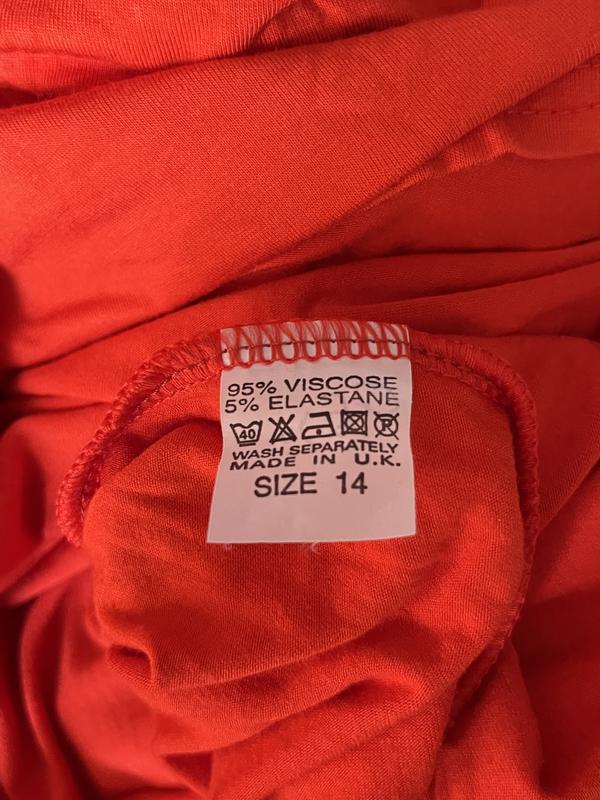 95% VISCOSE
5% ELASTANE
40 P
WASH SEPARATELY
MADE IN U.K.
SIZE 14